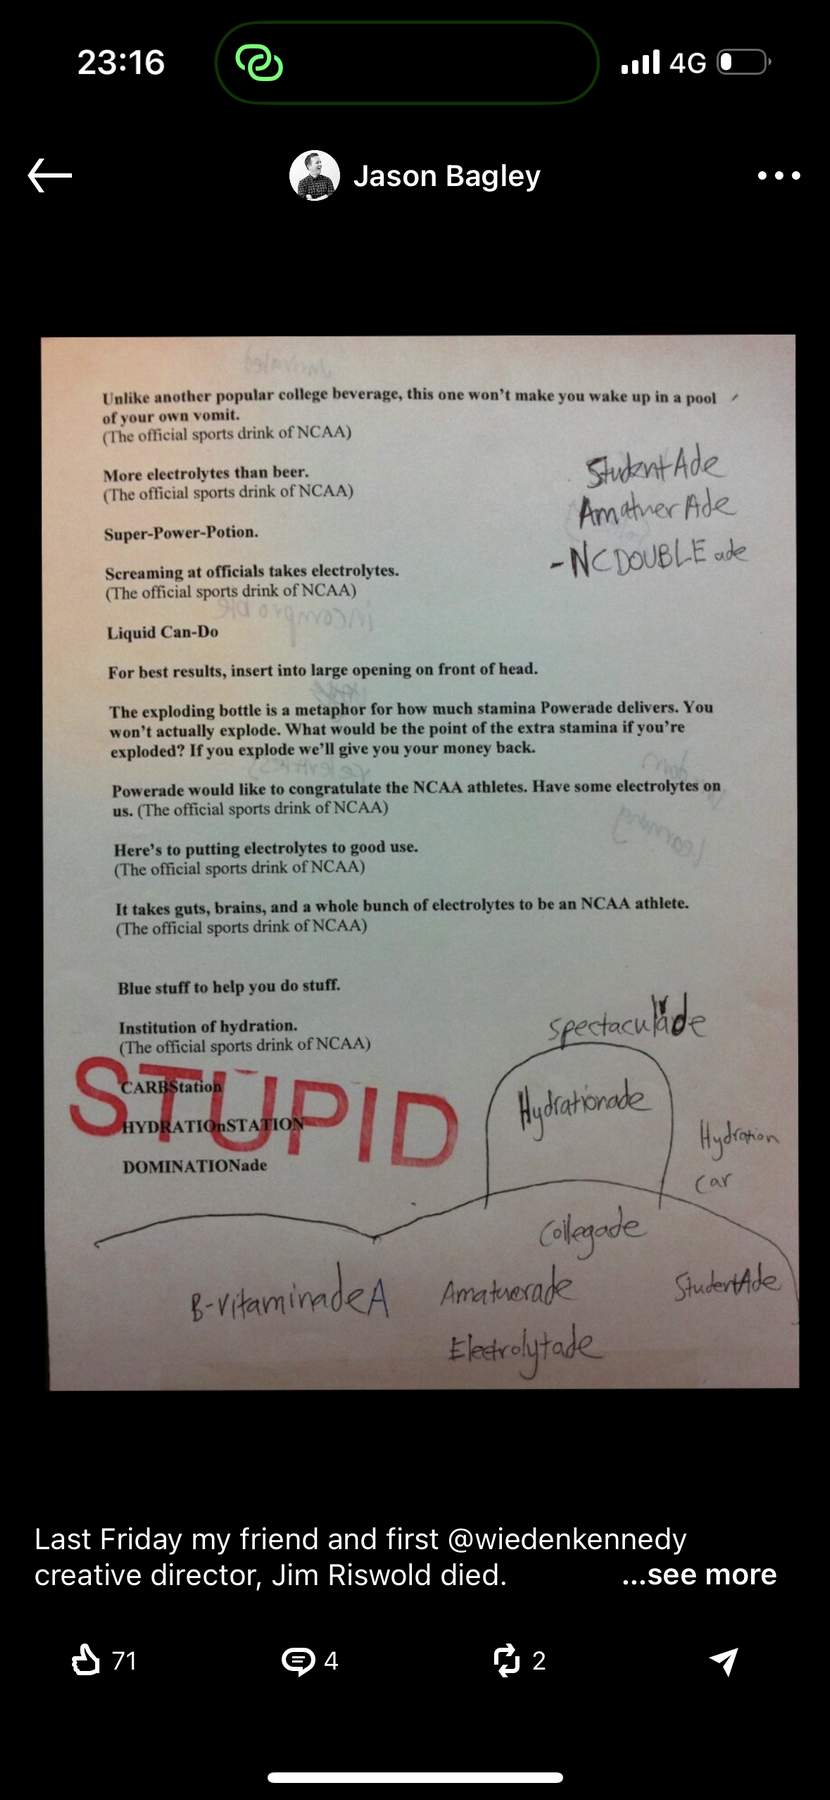 23:16
4G
Jason Bagley
Unlike another popular college beverage, this one won't make you wake up in a pool
of your own vomit.
(The official sports drink of NCAA)
More electrolytes than beer.
(The official sports drink of NCAA)
StudentAde
AmatuerAde
Super-Power-Potion.
-NCDOUBLEade
Screaming at officials takes electrolytes.
(The official sports drink of NCAA)
Liquid Can-Do
For best results, insert into large opening on front of head.
The exploding bottle is a metaphor for how much stamina Powerade delivers. You
won't actually explode. What would be the point of the extra stamina if you're
exploded? If you explode we'll give you your money back.
Powerade would like to congratulate the NCAA athletes. Have some electrolytes on
us. (The official sports drink of NCAA)
Here's to putting electrolytes to good use.
(The official sports drink of NCAA)
It takes guts, brains, and a whole bunch of electrolytes to be an NCAA athlete.
(The official sports drink of NCAA)
Blue stuff to help you do stuff.
Institution of hydration.
(The official sports drink of NCAA)
Spectaculade
STUPID
CARBStation
HYDRATIOnSTATION
DOMINATIONade
Hydrationade
Hydration
car
Collegade
B-vitaminadeA
Amatuerade
StudentAde
Electrolytade
Last Friday my friend and first @wiedenkennedy
creative director, Jim Riswold died.
...see more
71
4
2